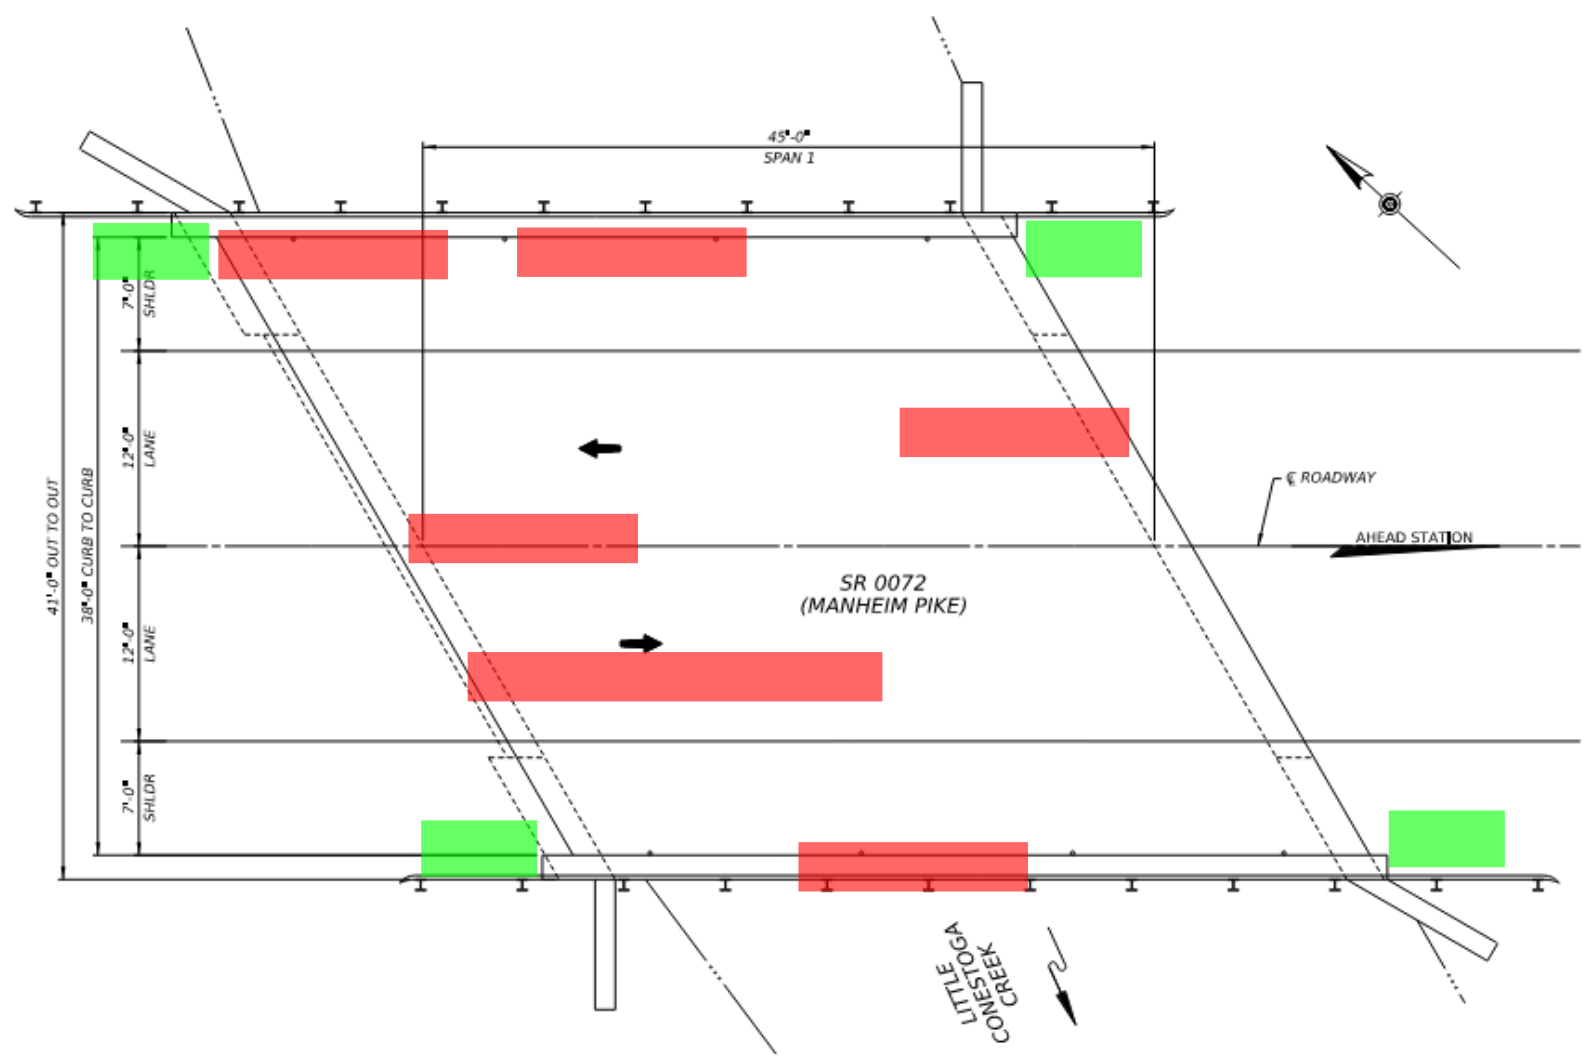 45'-0"
SPAN 1
7'-0"
SHLDR
12'-0"
LANE
41'-0" OUT TO OUT
38'-0" CURB TO CURB
℄ ROADWAY
AHEAD STATION
SR 0072
(MANHEIM PIKE)
12'-0"
LANE
7'-0"
SHLDR
LITTLE
CONESTOGA
CREEK